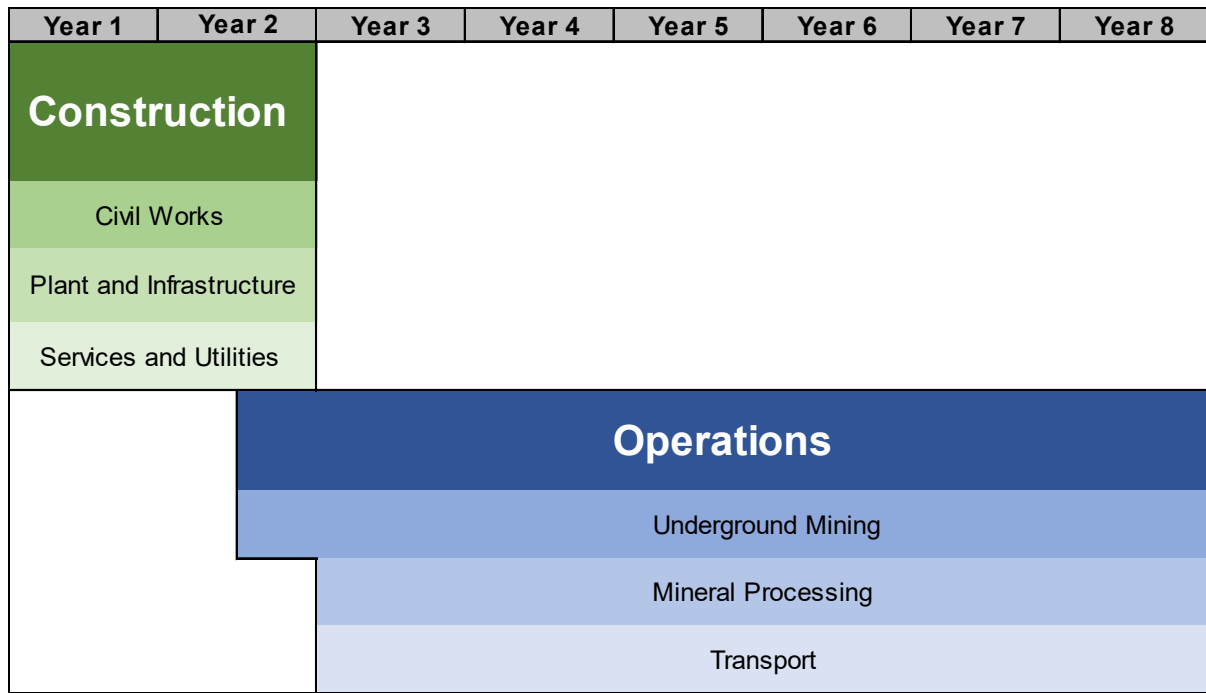 Year 1 Year 2 Year 3 Year 4 Year 5 Year 6 Year 7 Year 8
Construction
Civil Works
Plant and Infrastructure
Services and Utilities
Operations
Underground Mining
Mineral Processing
Transport